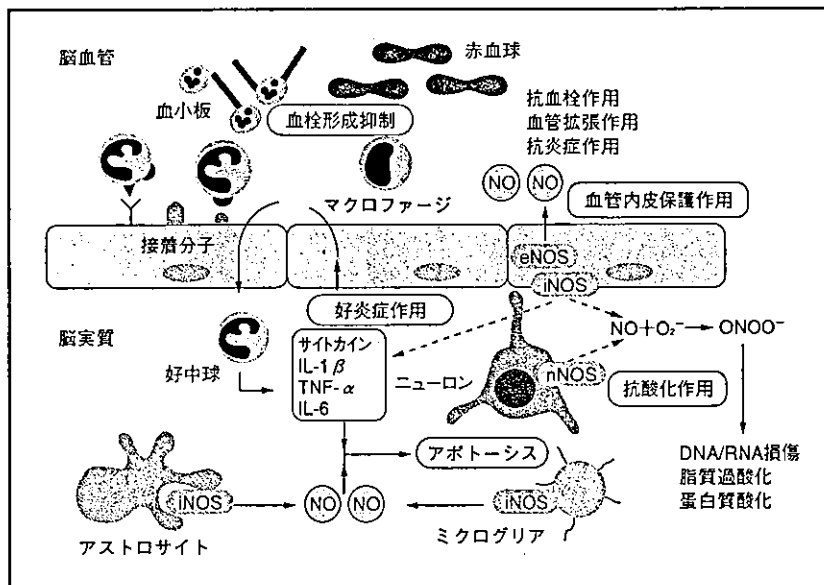 脳血管
赤血球
血小板
血栓形成抑制
抗血栓作用
血管拡張作用
抗炎症作用
NO
NO
マクロファージ
血管内皮保護作用
接着分子
eNOS
iNOS
好炎症作用
脳実質
NO+O₂⁻
ONOO⁻
サイトカイン
IL-1β
TNF-α
IL-6
好中球
ニューロン
nNOS
抗酸化作用
アポトーシス
DNA/RNA損傷
脂質過酸化
蛋白質酸化
iNOS
NO
NO
iNOS
アストロサイト
ミクログリア